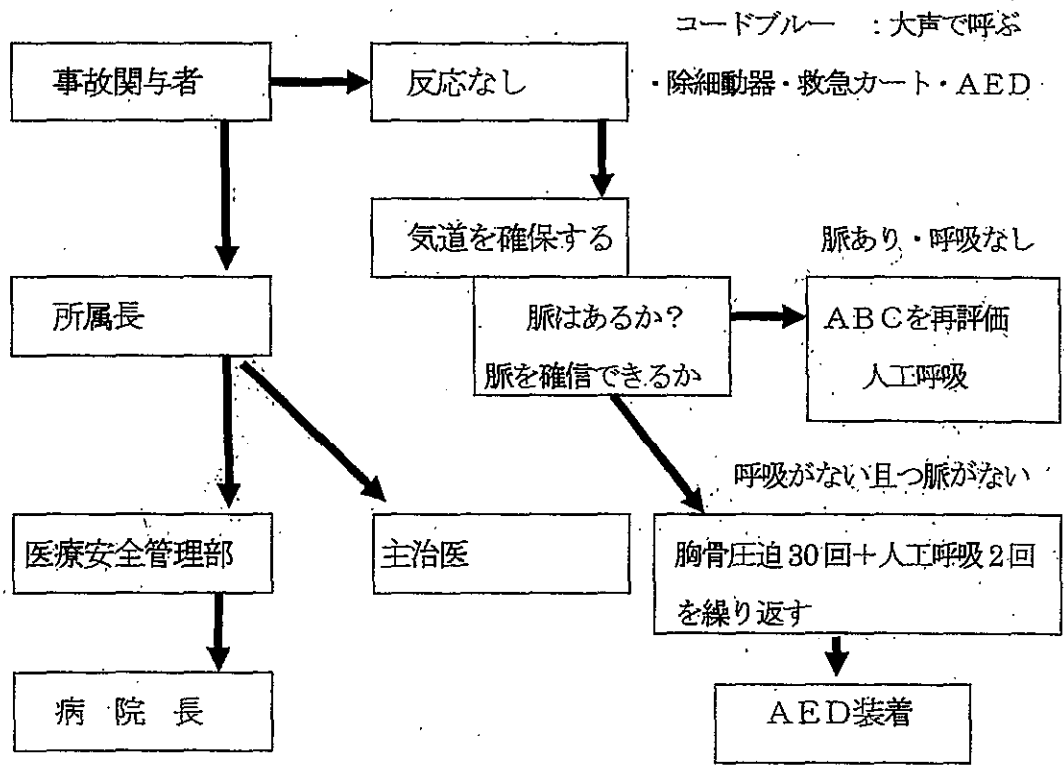 コードブルー ：大声で呼ぶ
事故関与者
反応なし
・除細動器・救急カート・AED
気道を確保する
脈あり・呼吸なし
所属長
脈はあるか?
脈を確信できるか
ABCを再評価
人工呼吸
呼吸がない且つ脈がない
医療安全管理部
主治医
胸骨圧迫30回+人工呼吸2回
を繰り返す
病 院 長
AED装着